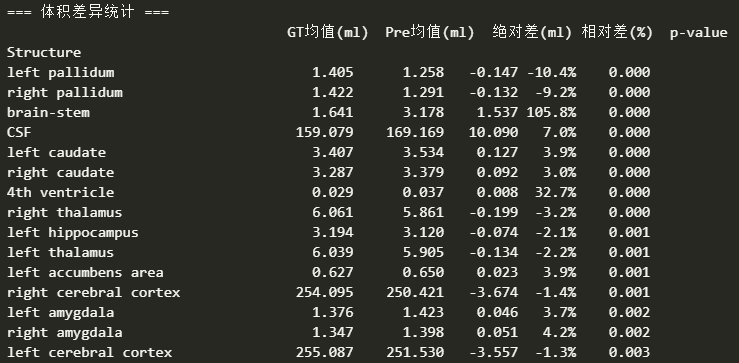 === 体积差异统计 ===
GT均值(ml) Pre均值(ml) 绝对差(ml) 相对差(%) p-value
Structure
left pallidum 1.405 1.258 -0.147 -10.4% 0.000
right pallidum 1.422 1.291 -0.132 -9.2% 0.000
brain-stem 1.641 3.178 1.537 105.8% 0.000
CSF 159.079 169.169 10.090 7.0% 0.000
left caudate 3.407 3.534 0.127 3.9% 0.000
right caudate 3.287 3.379 0.092 3.0% 0.000
4th ventricle 0.029 0.037 0.008 32.7% 0.000
right thalamus 6.061 5.861 -0.199 -3.2% 0.000
left hippocampus 3.194 3.120 -0.074 -2.1% 0.001
left thalamus 6.039 5.905 -0.134 -2.2% 0.001
left accumbens area 0.627 0.650 0.023 3.9% 0.001
right cerebral cortex 254.095 250.421 -3.674 -1.4% 0.001
left amygdala 1.376 1.423 0.046 3.7% 0.002
right amygdala 1.347 1.398 0.051 4.2% 0.002
left cerebral cortex 255.087 251.530 -3.557 -1.3% 0.003